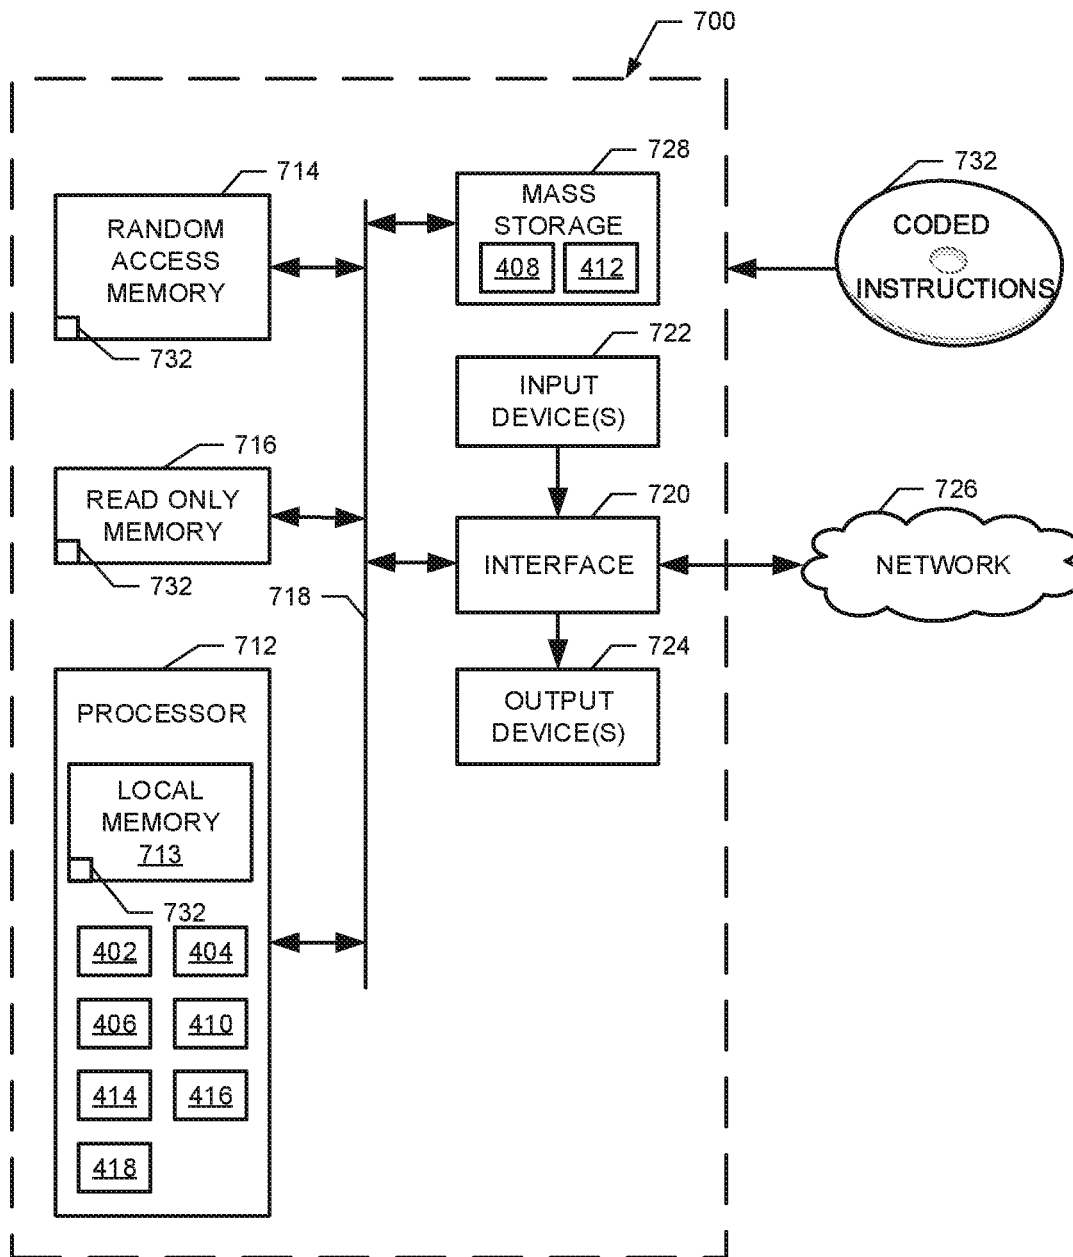 700
714
RANDOM
ACCESS
MEMORY
732
728
MASS
STORAGE
408 412
732
CODED
INSTRUCTIONS
722
INPUT
DEVICE(S)
716
READ ONLY
MEMORY
732
718
720
INTERFACE
726
NETWORK
724
OUTPUT
DEVICE(S)
712
PROCESSOR
LOCAL
MEMORY
713
732
402 404
406 410
414 416
418